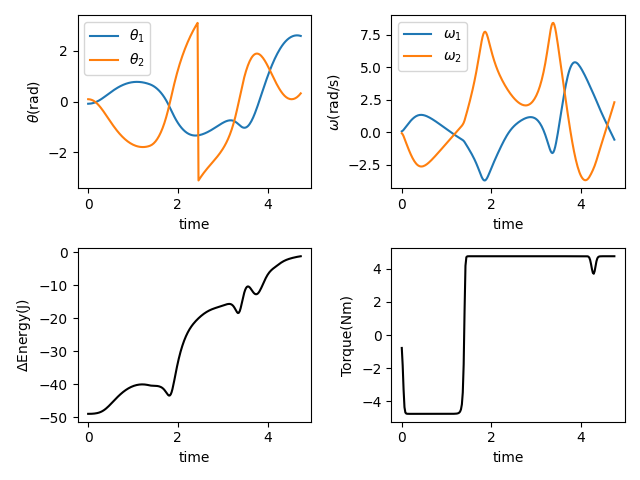 θ1
θ2
2
0
−2
θ(rad)
0
2
4
time
ω1
ω2
7.5
5.0
2.5
0.0
−2.5
ω(rad/s)
0
2
4
time
0
−10
−20
−30
−40
−50
ΔEnergy(J)
0
2
4
time
4
2
0
−2
−4
Torque(Nm)
0
2
4
time